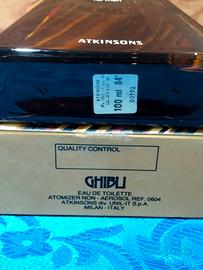 ATKINSONS
100 ml 84°
03192
QUALITY CONTROL
GHIBLI
EAU DE TOILETTE
ATOMIZER NON - AEROSOL REF. 0604
ATKINSONS div. UNIL-IT S.p.A.
MILAN - ITALY